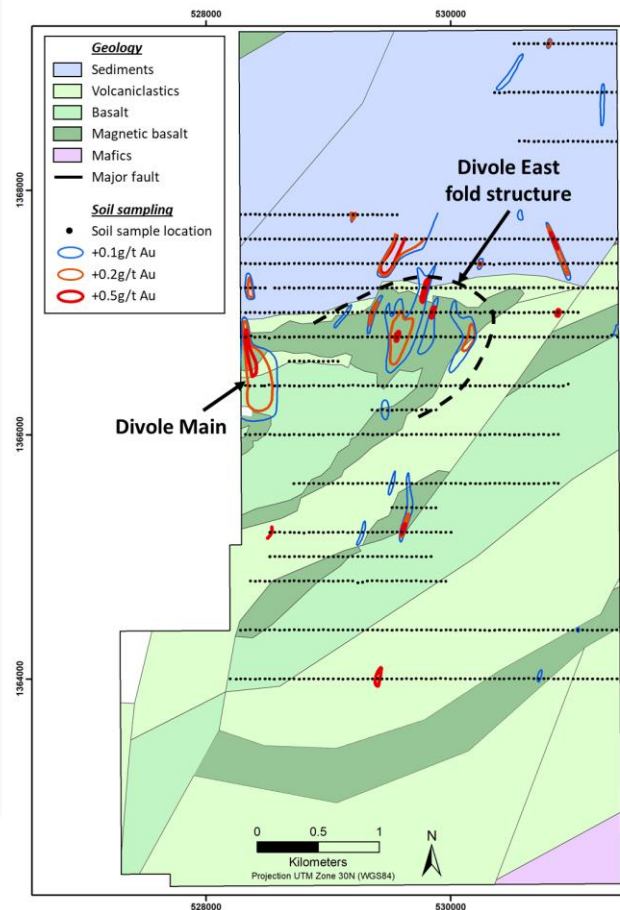 528000
530000
Geology
Sediments
Volcaniclastics
Basalt
Magnetic basalt
Mafics
Major fault
Soil sampling
Soil sample location
+0.1g/t Au
+0.2g/t Au
+0.5g/t Au
1368000
Divole East
fold structure
Divole Main
1366000
1364000
0 0.5 1
Kilometers
N
Projection UTM Zone 30N (WGS84)
528000
530000